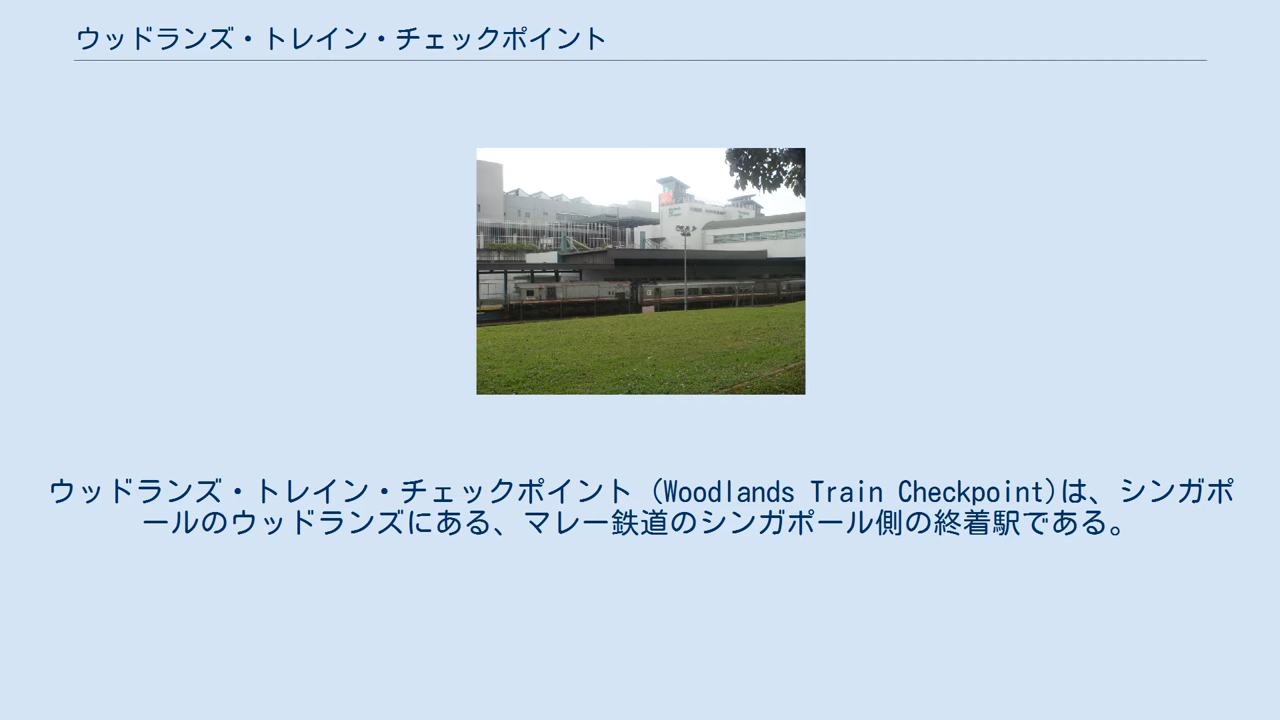 ウッドランズ・トレイン・チェックポイント
ウッドランズ・トレイン・チェックポイント (Woodlands Train Checkpoint)は、シンガポ
ールのウッドランズにある、マレー鉄道のシンガポール側の終着駅である。